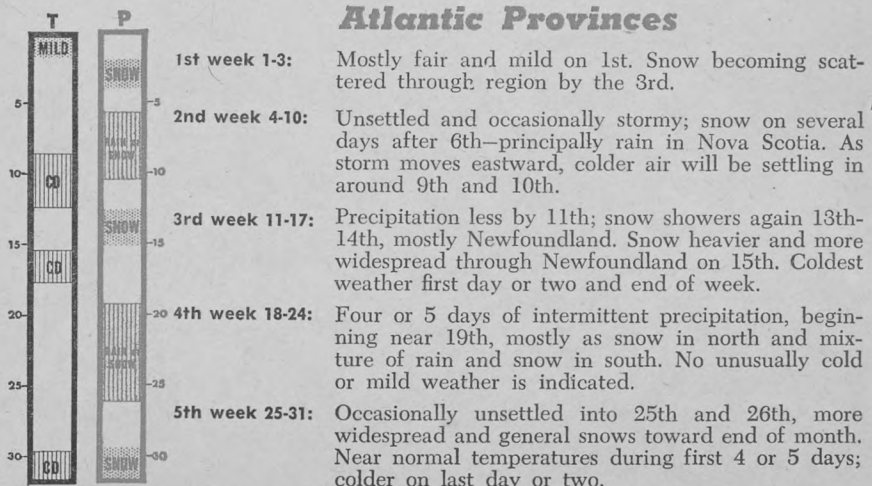 T P
Atlantic Provinces
MILD
SNOW
5- -5
RAIN or
SNOW
10- -10
CD
SNOW
15- -15
CD
20- -20
RAIN or
SNOW
25- -25
30- -30
CD
SNOW
1st week 1-3: Mostly fair and mild on 1st. Snow becoming scat-
tered through region by the 3rd.
2nd week 4-10: Unsettled and occasionally stormy; snow on several
days after 6th—principally rain in Nova Scotia. As
storm moves eastward, colder air will be settling in
around 9th and 10th.
3rd week 11-17: Precipitation less by 11th; snow showers again 13th-
14th, mostly Newfoundland. Snow heavier and more
widespread through Newfoundland on 15th. Coldest
weather first day or two and end of week.
4th week 18-24: Four or 5 days of intermittent precipitation, begin-
ning near 19th, mostly as snow in north and mix-
ture of rain and snow in south. No unusually cold
or mild weather is indicated.
5th week 25-31: Occasionally unsettled into 25th and 26th, more
widespread and general snows toward end of month.
Near normal temperatures during first 4 or 5 days;
colder on last day or two.